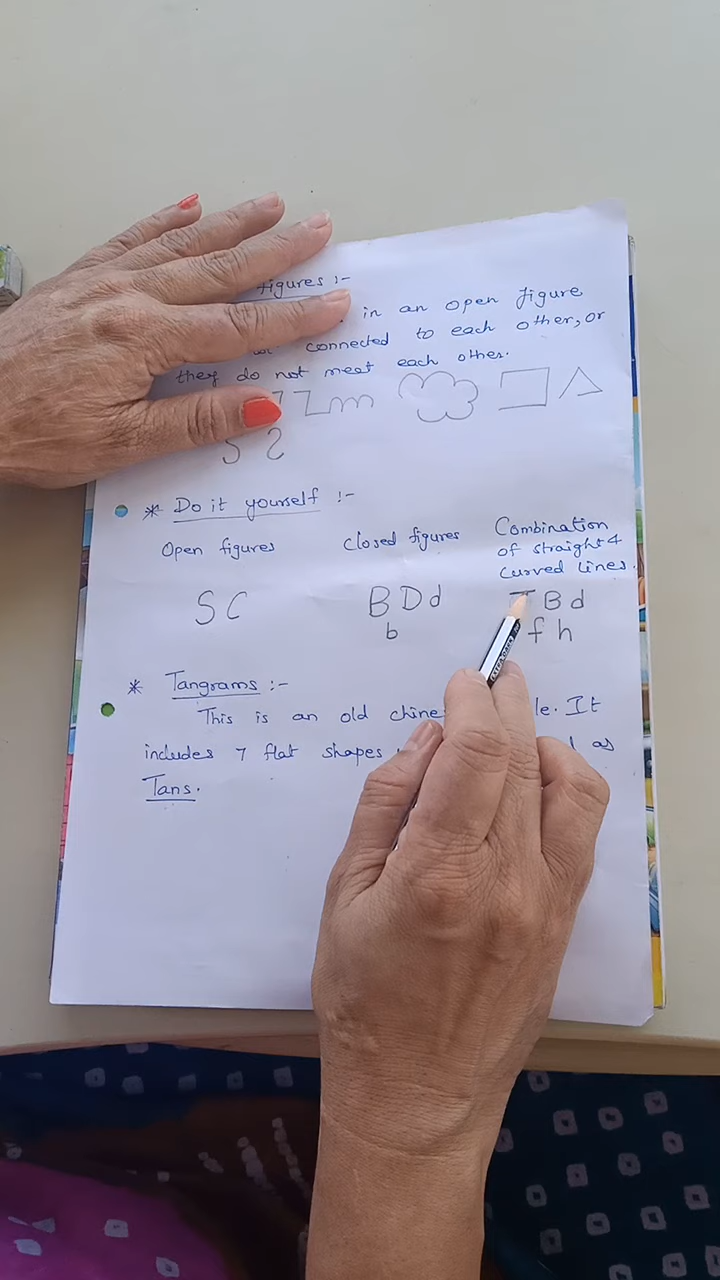 figures :-
in an open figure
connected to each other, or
they do not meet each other.
* Do it yourself :-
Open figures
Closed figures
Combination
of straight &
curved lines.
S C
B D d
b
B d
f h
* Tangrams :-
This is an old chine le. It
includes 7 flat shapes as
Tans.